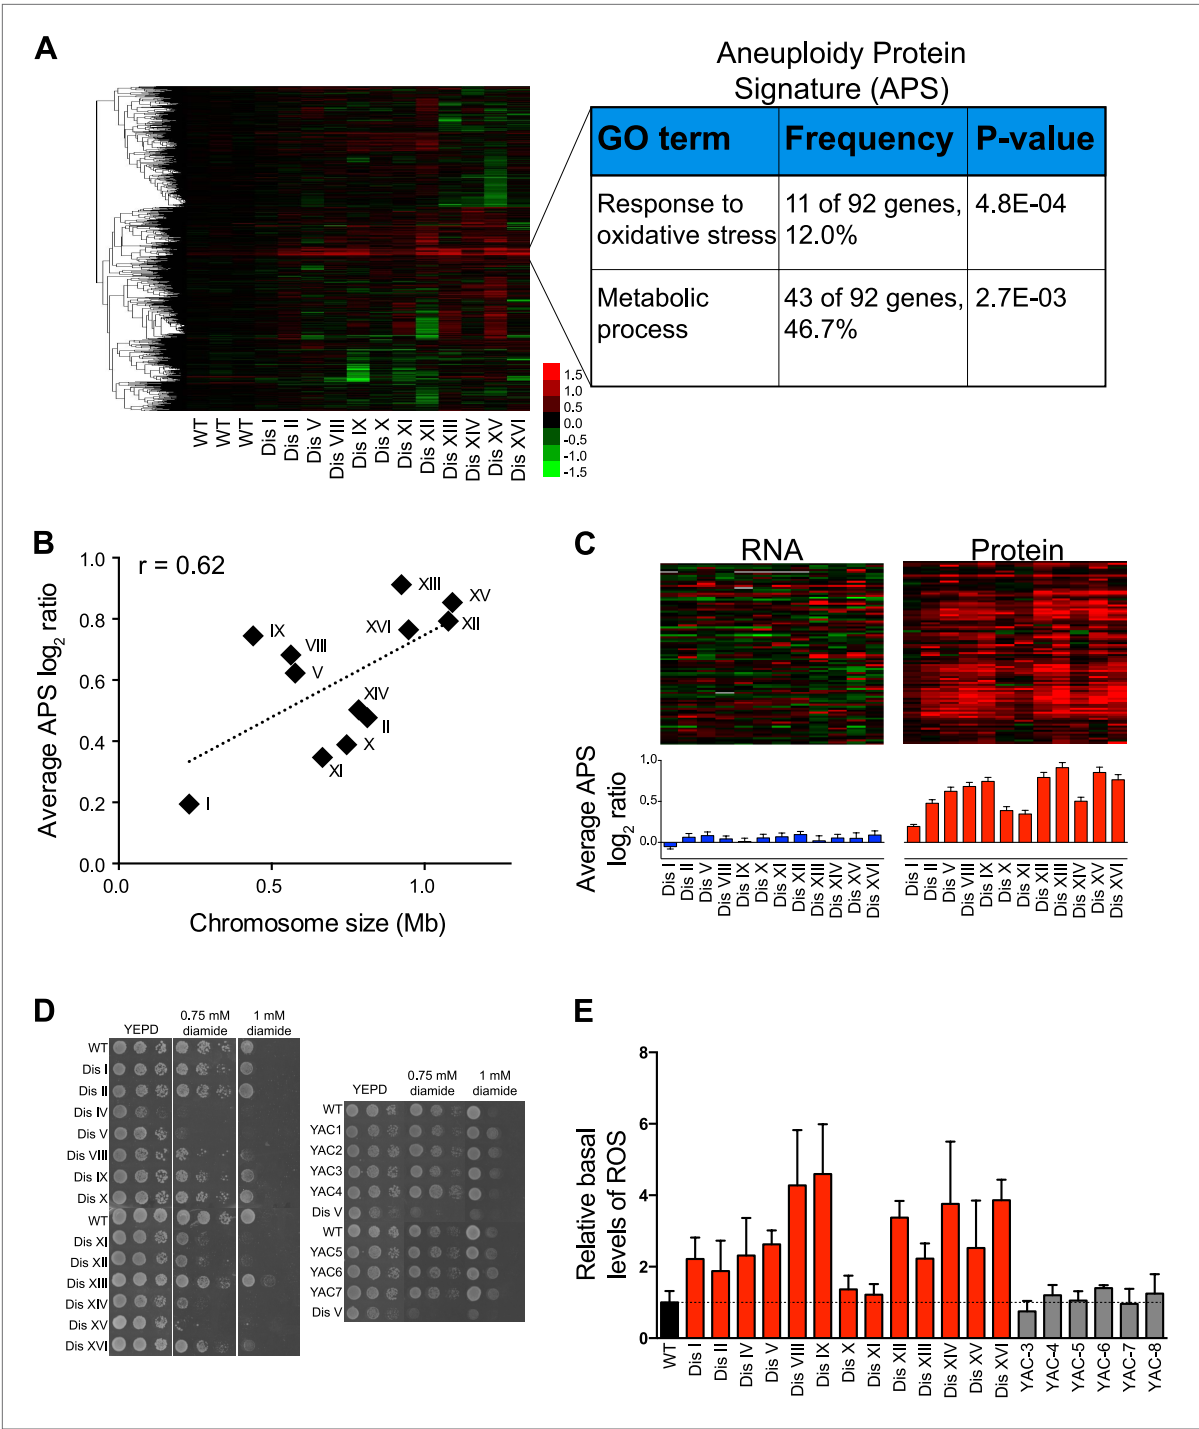 A
Aneuploidy Protein
Signature (APS)
GO term Frequency P-value
Response to oxidative stress 11 of 92 genes, 12.0% 4.8E-04
Metabolic process 43 of 92 genes, 46.7% 2.7E-03
1.5
1.0
0.5
0.0
-0.5
-1.0
-1.5
WT WT WT Dis I Dis II Dis V Dis VIII Dis IX Dis X Dis XI Dis XII Dis XIII Dis XIV Dis XV Dis XVI
B
r = 0.62
Average APS log2 ratio
1.0
0.8
0.6
0.4
0.2
0.0
XIII
XV
XVI
XII
IX
VIII
V
XIV
II
X
XI
I
0.0 0.5 1.0
Chromosome size (Mb)
C
RNA Protein
Average APS
log2 ratio
1.0
0.5
0.0
Dis I Dis II Dis V Dis VIII Dis IX Dis X Dis XI Dis XII Dis XIII Dis XIV Dis XV Dis XVI
Dis I Dis II Dis V Dis VIII Dis IX Dis X Dis XI Dis XII Dis XIII Dis XIV Dis XV Dis XVI
D
YEPD 0.75 mM diamide 1 mM diamide
WT
Dis I
Dis II
Dis IV
Dis V
Dis VIII
Dis IX
Dis X
WT
Dis XI
Dis XII
Dis XIII
Dis XIV
Dis XV
Dis XVI
YEPD 0.75 mM diamide 1 mM diamide
WT
YAC1
YAC2
YAC3
YAC4
Dis V
WT
YAC5
YAC6
YAC7
Dis V
E
Relative basal
levels of ROS
8
6
4
2
0
WT Dis I Dis II Dis IV Dis V Dis VIII Dis IX Dis X Dis XI Dis XII Dis XIII Dis XIV Dis XV Dis XVI YAC-3 YAC-4 YAC-5 YAC-6 YAC-7 YAC-8